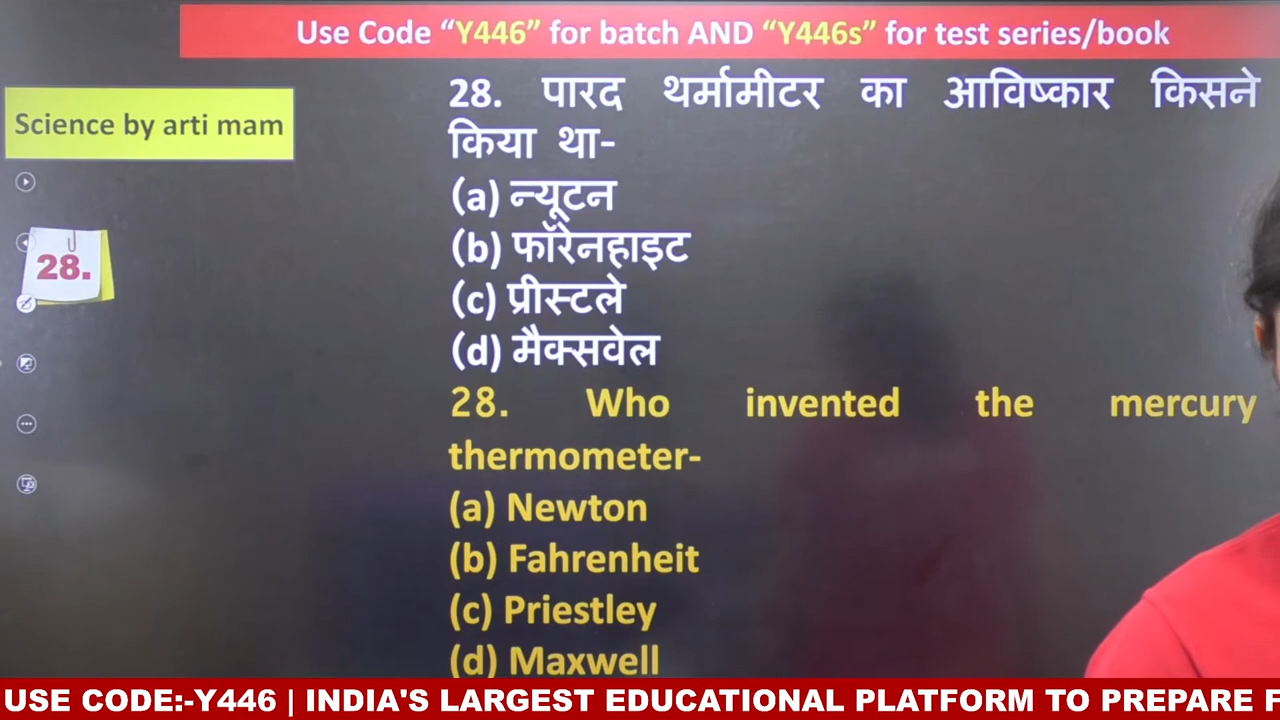 Use Code “Y446” for batch AND “Y446s” for test series/book
Science by arti mam
28.
28. पारद थर्मामीटर का आविष्कार किसने
किया था-
(a) न्यूटन
(b) फॉरेनहाइट
(c) प्रीस्टले
(d) मैक्सवेल
28. Who invented the mercury
thermometer-
(a) Newton
(b) Fahrenheit
(c) Priestley
(d) Maxwell
USE CODE:-Y446 | INDIA'S LARGEST EDUCATIONAL PLATFORM TO PREPARE F